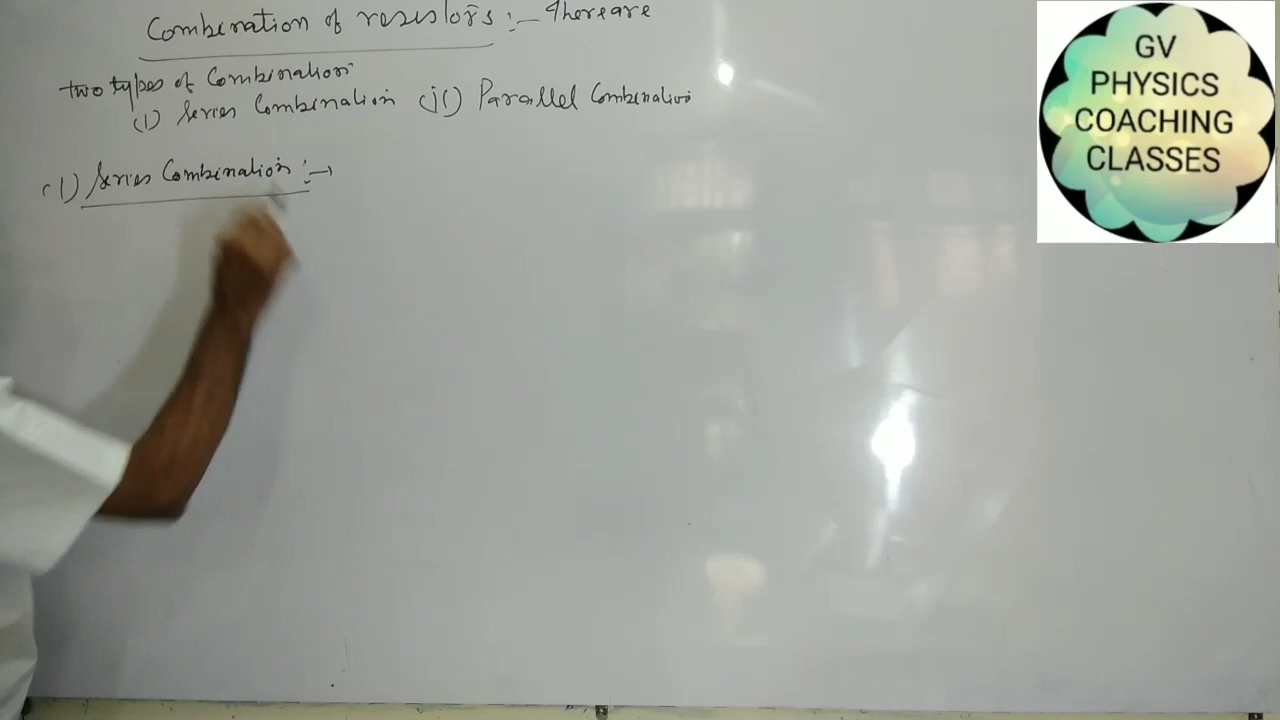 Combination of resistors :- There are
two types of Combination
(i) Series Combination (ii) Parallel Combination
(1) Series Combination :→
GV
PHYSICS
COACHING
CLASSES